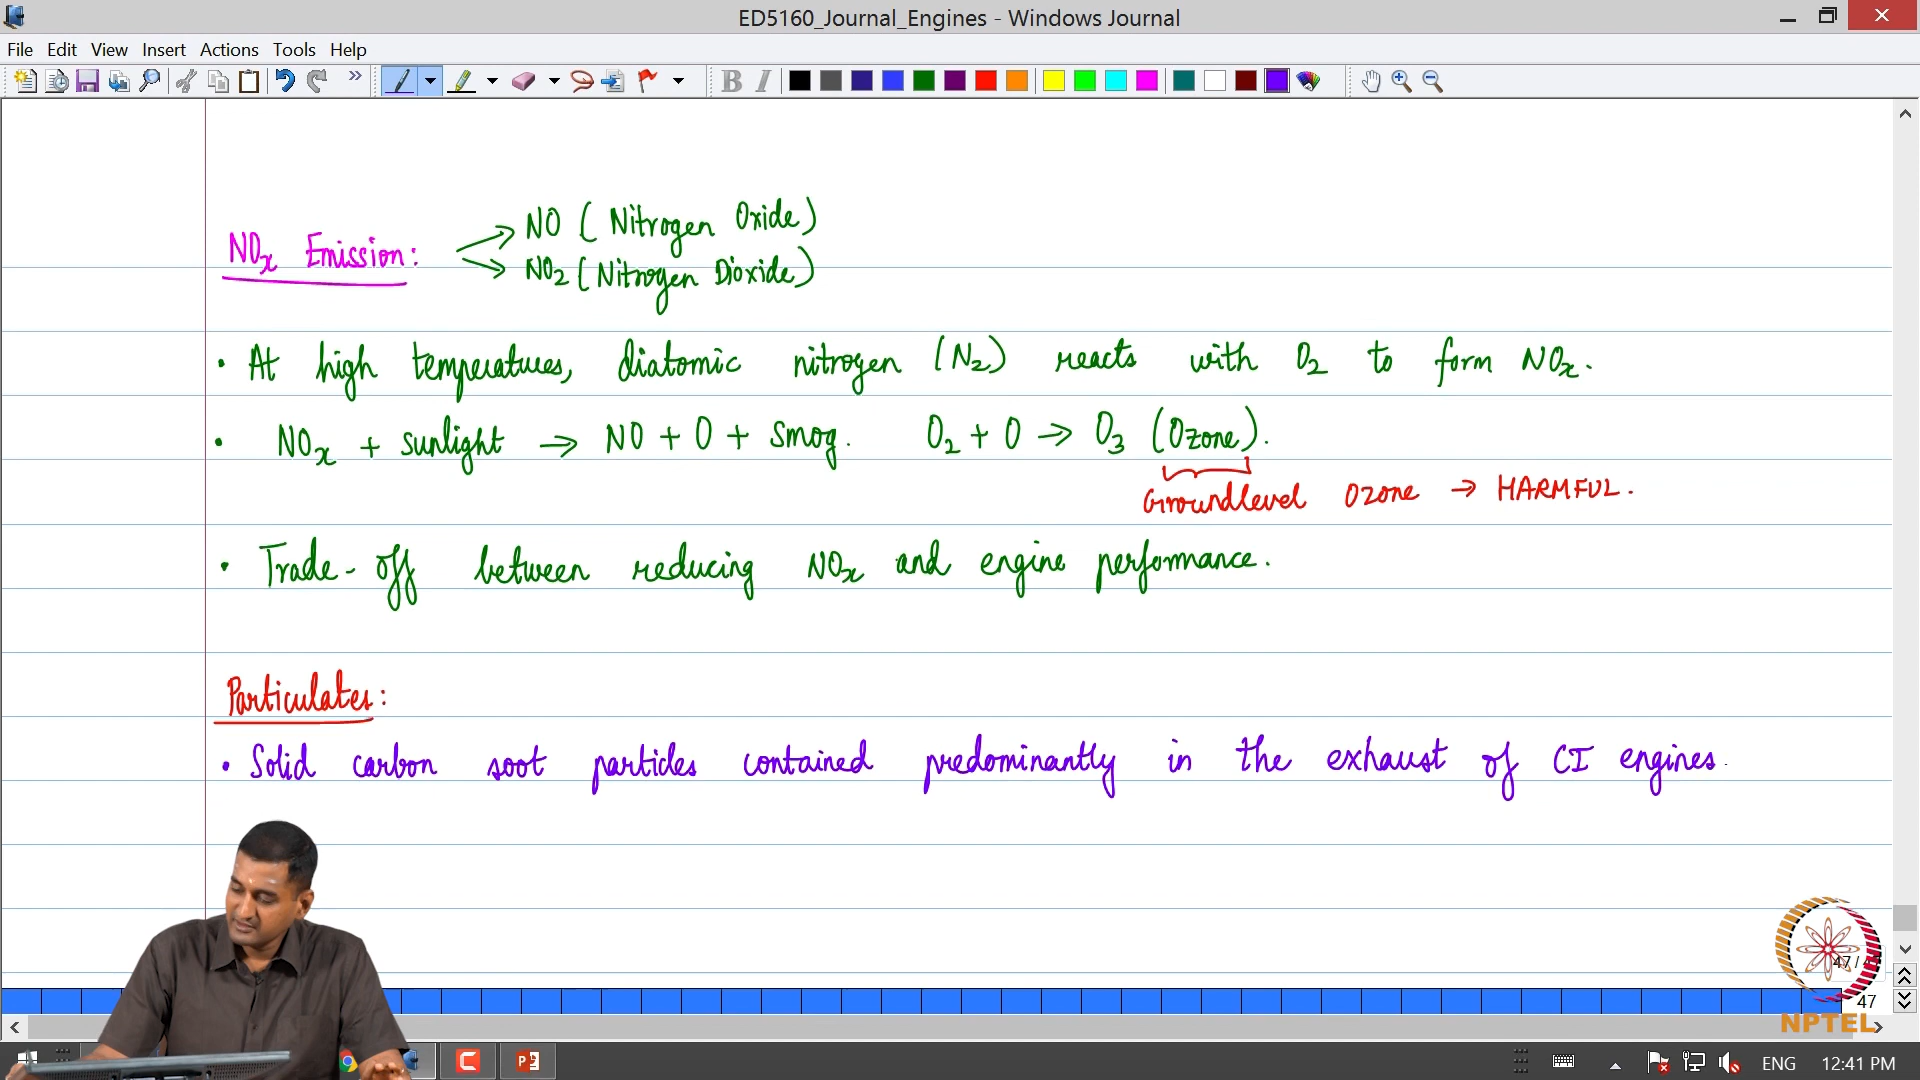 ED5160_Journal_Engines - Windows Journal
File Edit View Insert Actions Tools Help
B I
NOx Emission:
NO (Nitrogen Oxide)
NO2 (Nitrogen Dioxide)
• At high temperatures, diatomic nitrogen (N2) reacts with O2 to form NOx.
• NOx + sunlight → NO + O + Smog. O2 + O → O3 (Ozone).
Groundlevel Ozone → HARMFUL.
• Trade-off between reducing NOx and engine performance.
Particulates:
• Solid carbon soot particles contained predominantly in the exhaust of CI engines.
47
NPTEL
ENG 12:41 PM